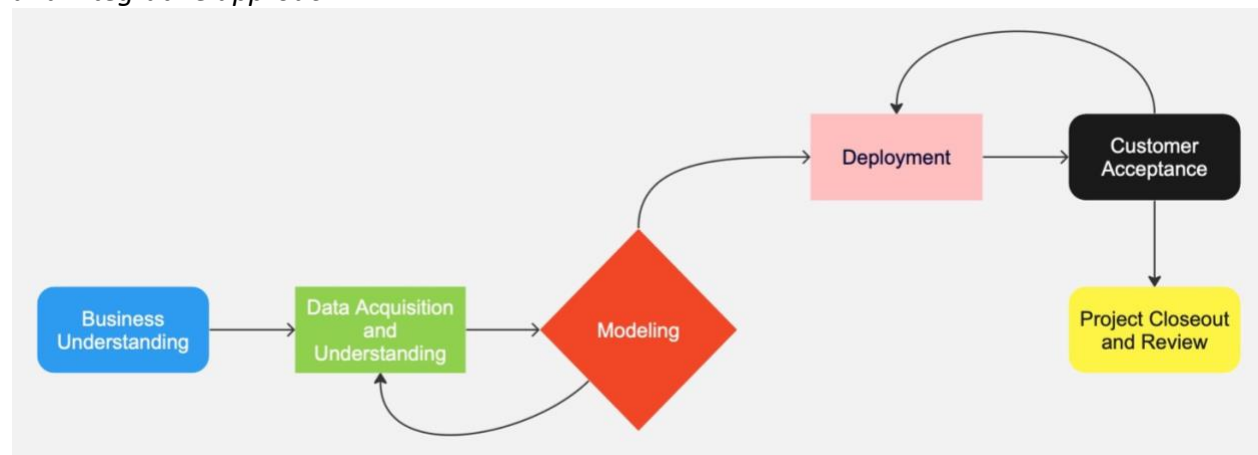 Deployment
Customer
Acceptance
Business
Understanding
Data Acquisition
and
Understanding
Modeling
Project Closeout
and Review